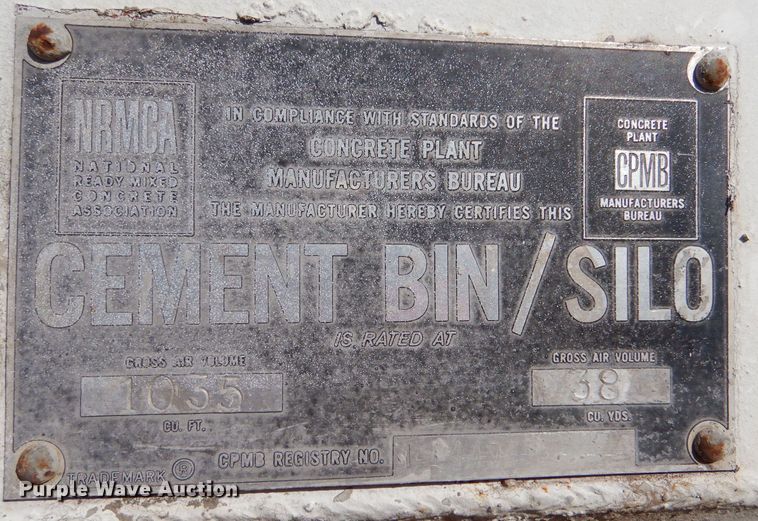 NRMCA
NATIONAL
READY MIXED
CONCRETE
ASSOCIATION
IN COMPLIANCE WITH STANDARDS OF THE
CONCRETE PLANT
MANUFACTURERS BUREAU
THE MANUFACTURER HEREBY CERTIFIES THIS
CONCRETE
PLANT
CPMB
MANUFACTURERS
BUREAU
CEMENT BIN/SILO
IS RATED AT
GROSS AIR VOLUME
1035
CU. FT.
GROSS AIR VOLUME
38
CU. YDS.
CPMB REGISTRY NO.
TRADEMARK ®
Purple Wave Auction